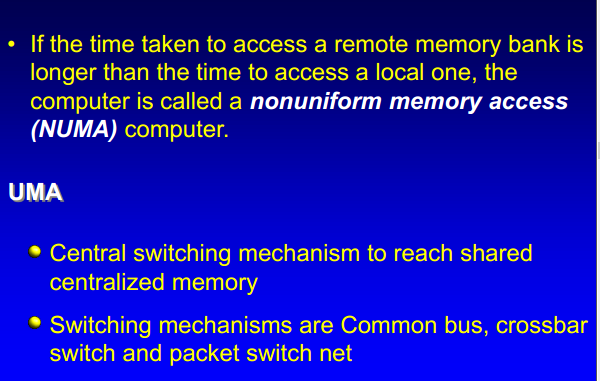 • If the time taken to access a remote memory bank is
longer than the time to access a local one, the
computer is called a nonuniform memory access
(NUMA) computer.
UMA
Central switching mechanism to reach shared
centralized memory
Switching mechanisms are Common bus, crossbar
switch and packet switch net